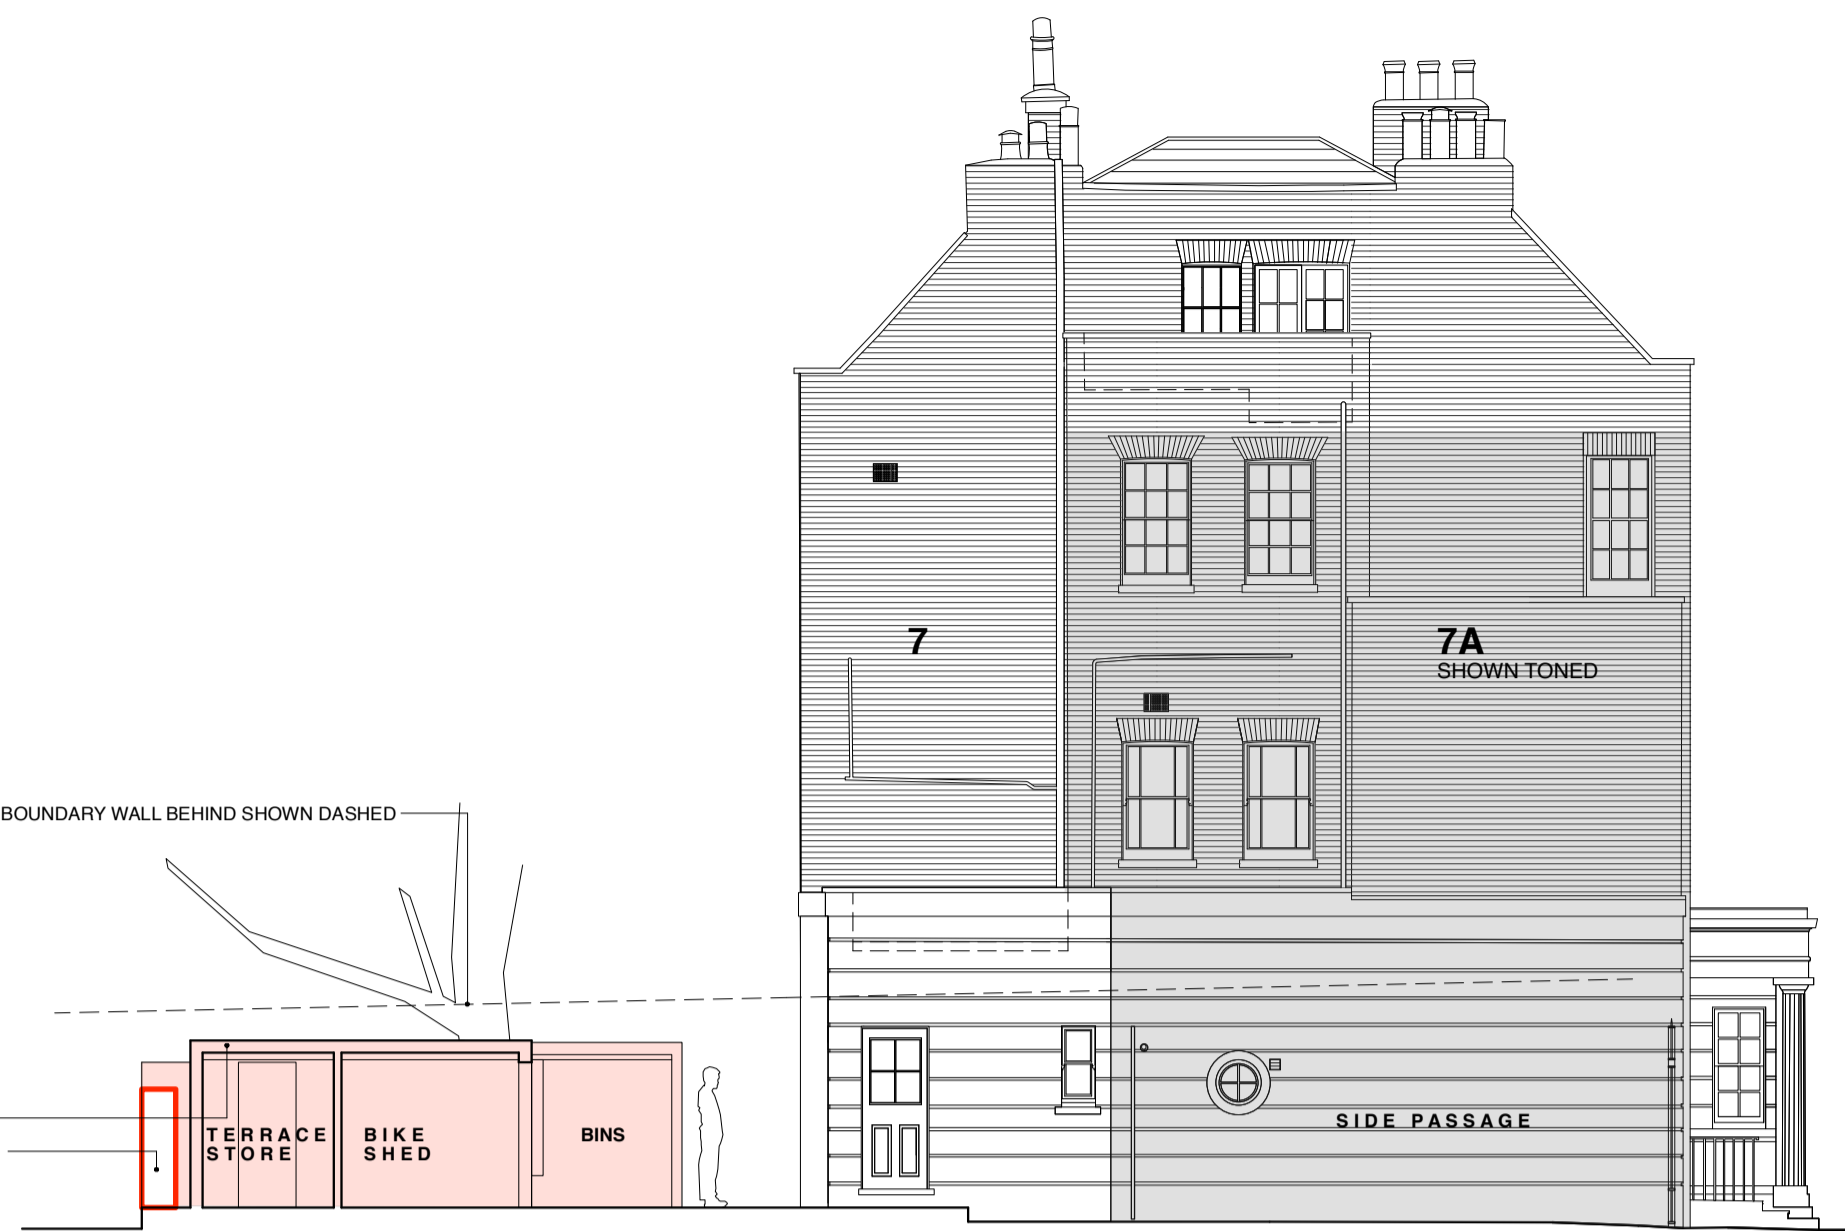 7
7A
SHOWN TONED
BOUNDARY WALL BEHIND SHOWN DASHED
TERRACE
STORE
BIKE
SHED
BINS
SIDE PASSAGE